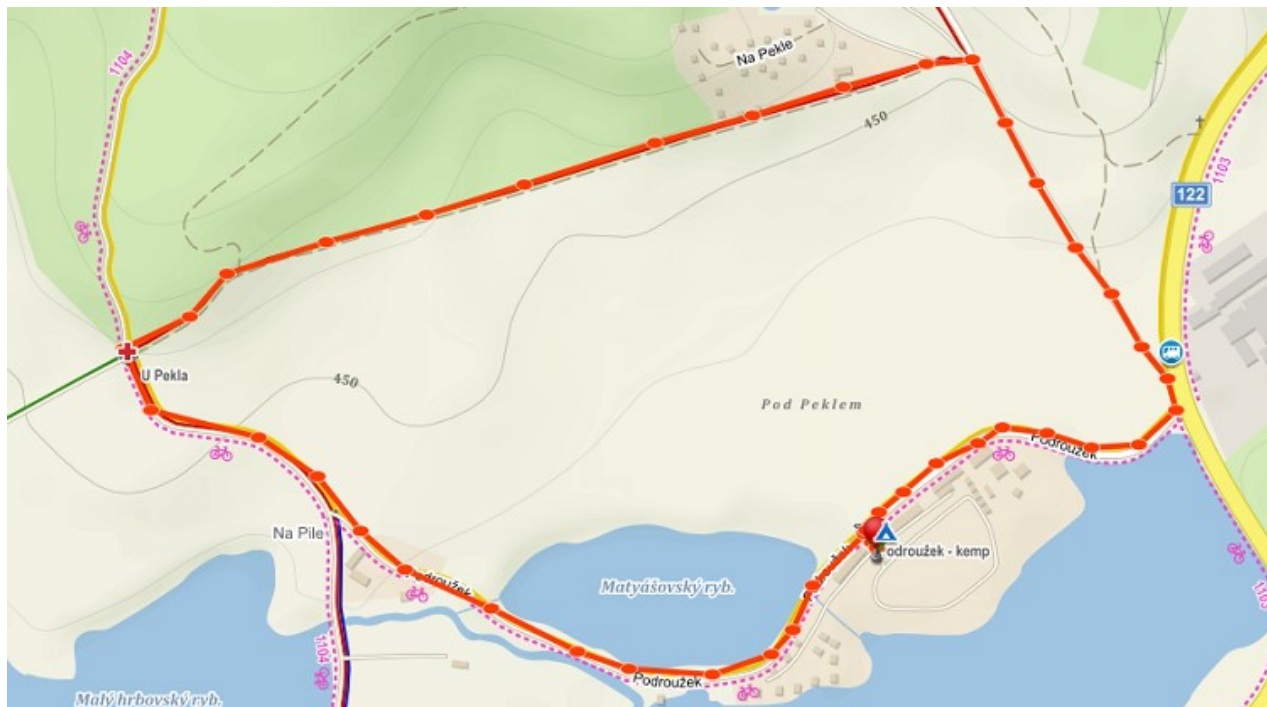 1104
Na Pekle
450
122
1103
U Pekla
450
Pod Peklem
Podroužek
Na Pile
odroužek - kemp
Matyášovský ryb.
1103
1104
Podroužek
Malý hrbovský ryb.